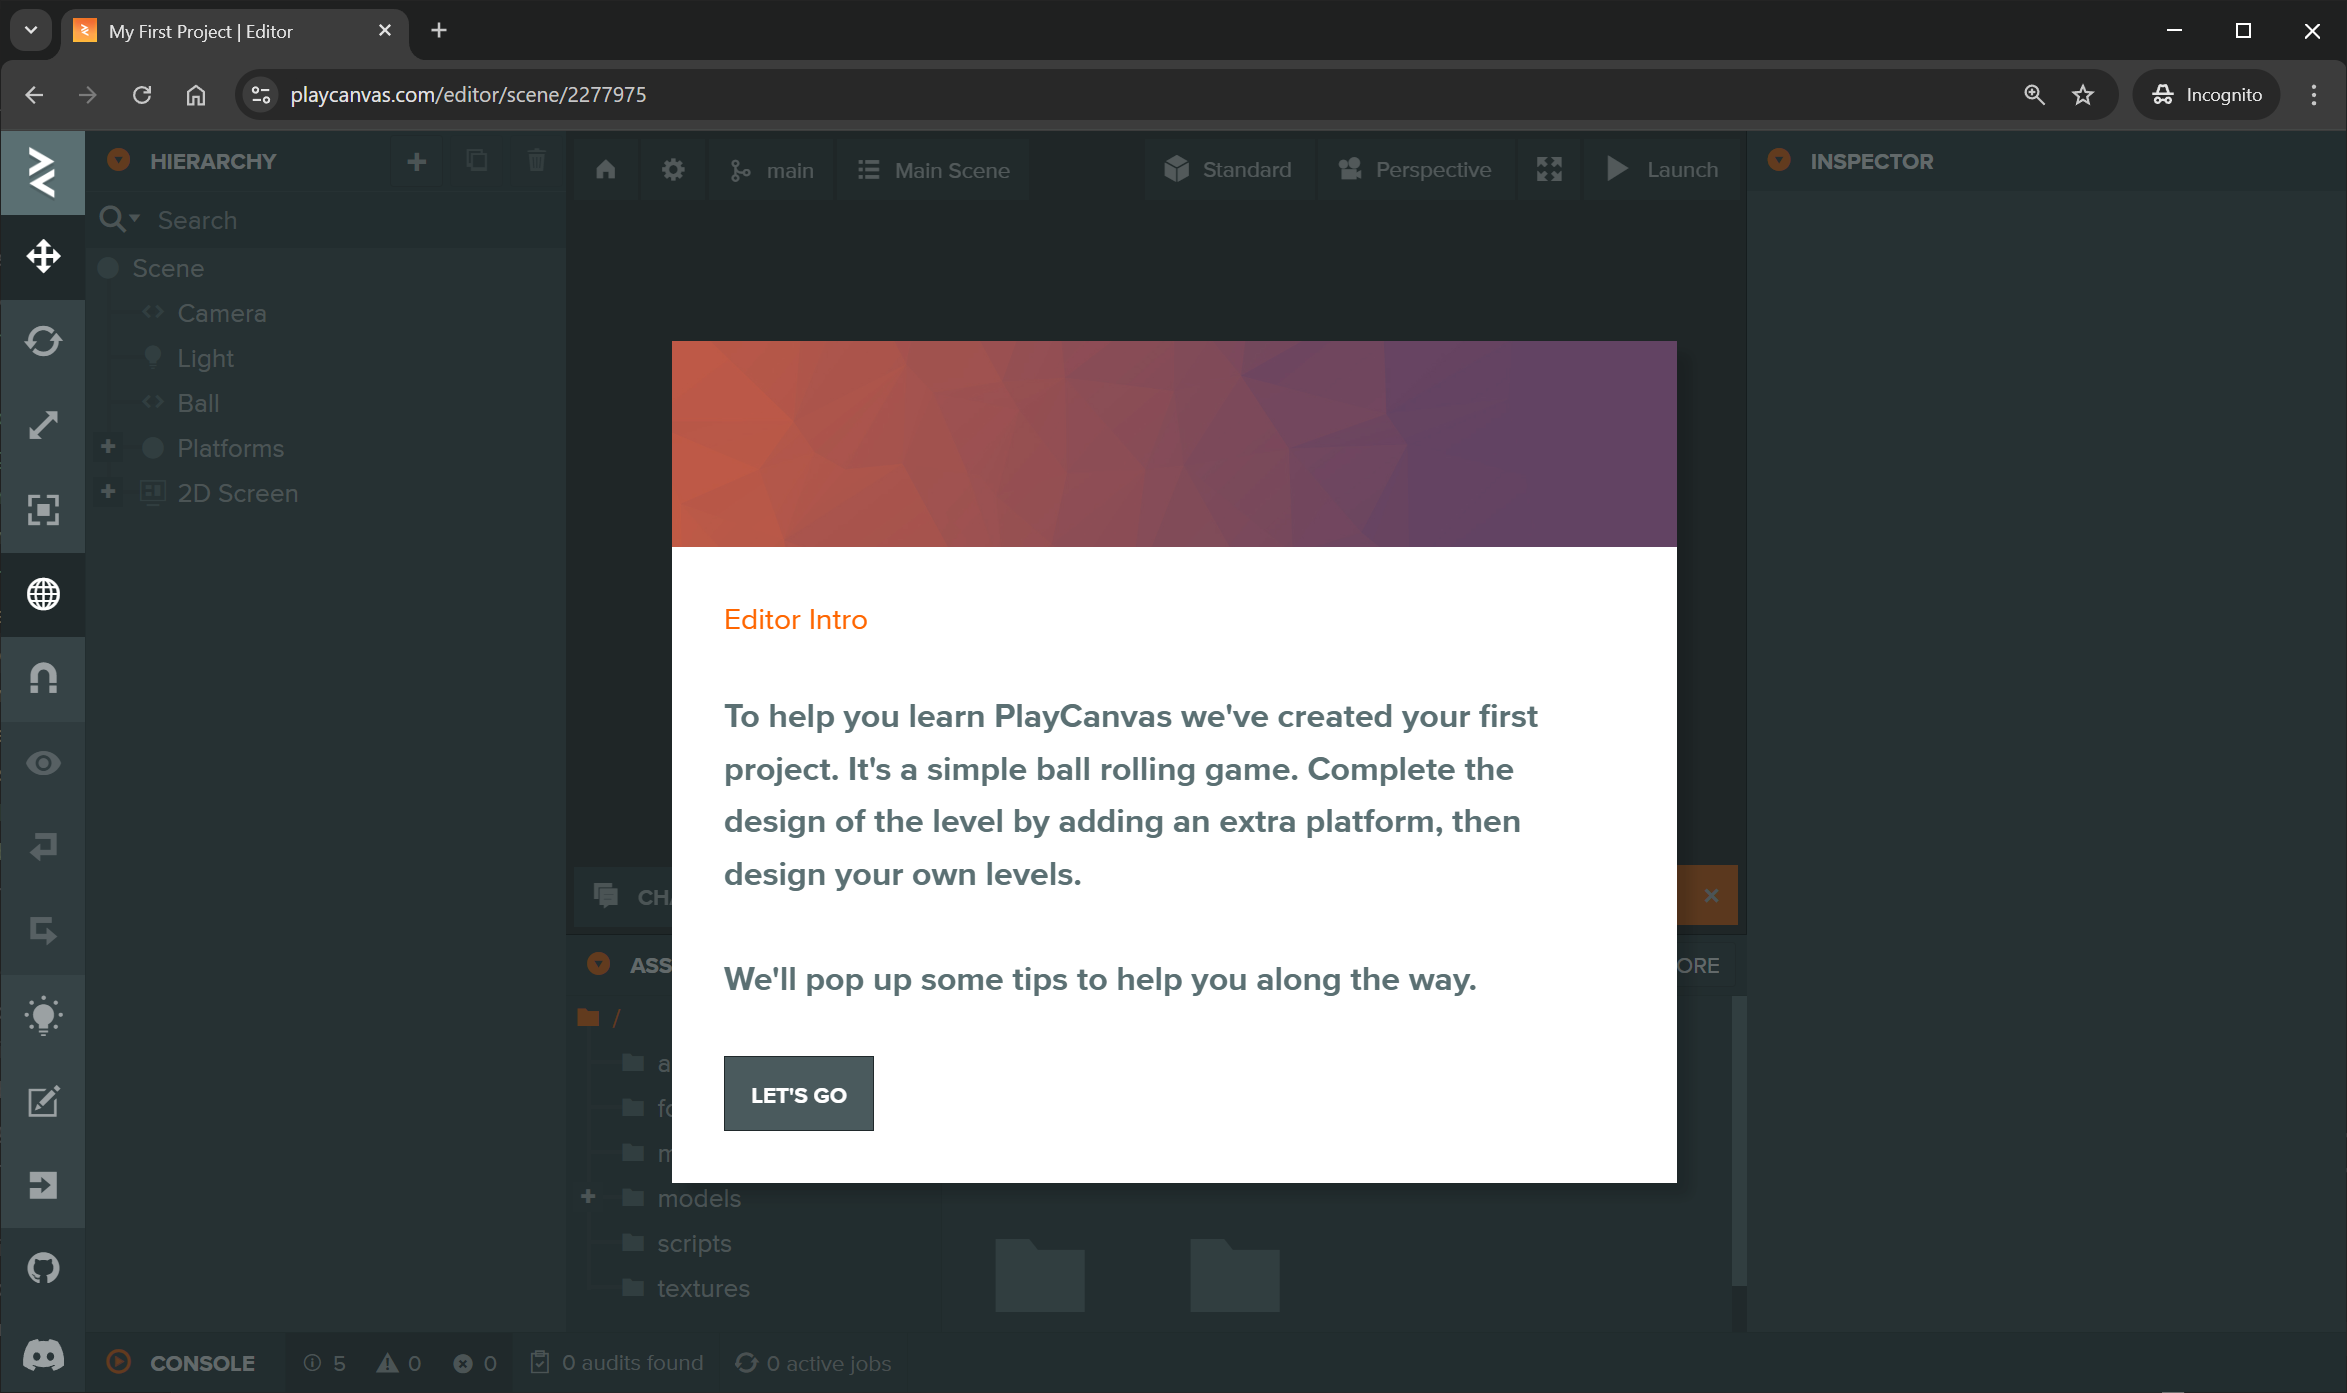 My First Project | Editor
playcanvas.com/editor/scene/2277975
Incognito
HIERARCHY
main
Main Scene
Standard
Perspective
Launch
INSPECTOR
Search
Scene
Camera
Light
Ball
Platforms
2D Screen
Editor Intro
To help you learn PlayCanvas we've created your first
project. It's a simple ball rolling game. Complete the
design of the level by adding an extra platform, then
design your own levels.
We'll pop up some tips to help you along the way.
LET'S GO
/
models
scripts
textures
CONSOLE
5
0
0
0 audits found
0 active jobs